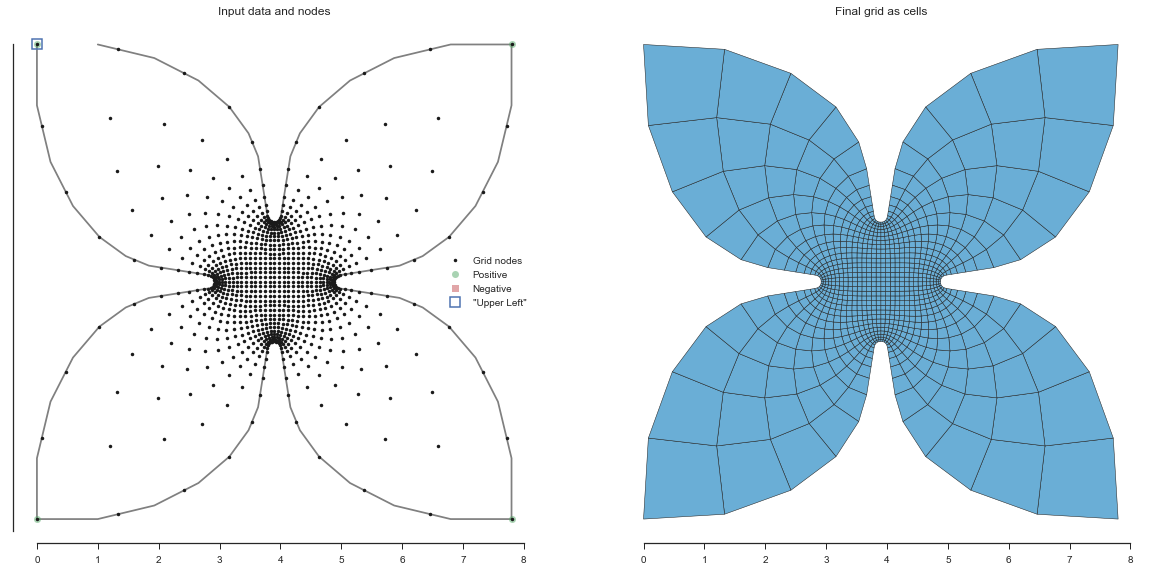 Input data and nodes
Final grid as cells
Grid nodes
Positive
Negative
"Upper Left"
0 1 2 3 4 5 6 7 8
0 1 2 3 4 5 6 7 8